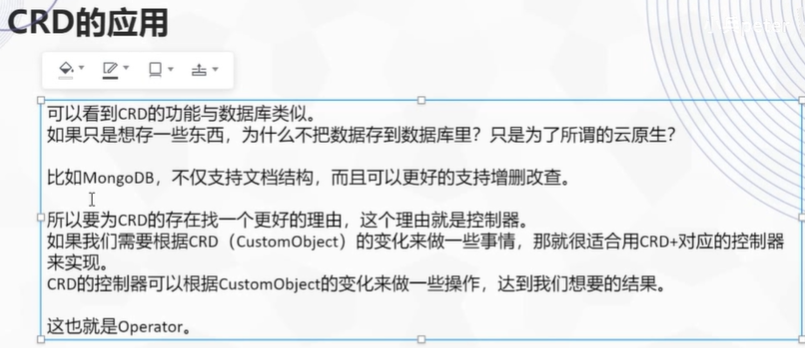 CRD的应用
可以看到CRD的功能与数据库类似。
如果只是想存一些东西，为什么不把数据存到数据库里？只是为了所谓的云原生？
比如MongoDB，不仅支持文档结构，而且可以更好的支持增删改查。
所以要为CRD的存在找一个更好的理由，这个理由就是控制器。
如果我们需要根据CRD（CustomObject）的变化来做一些事情，那就很适合用CRD+对应的控制器
来实现。
CRD的控制器可以根据CustomObject的变化来做一些操作，达到我们想要的结果。
这也就是Operator。